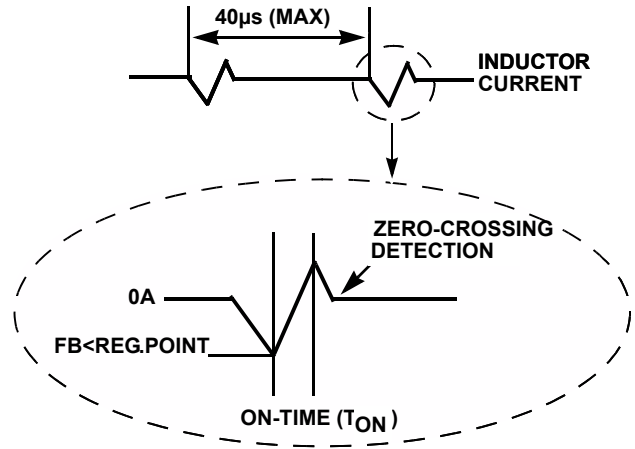 40µs (MAX)
INDUCTOR
CURRENT
ZERO-CROSSING
DETECTION
0A
FB<REG.POINT
ON-TIME (TON)